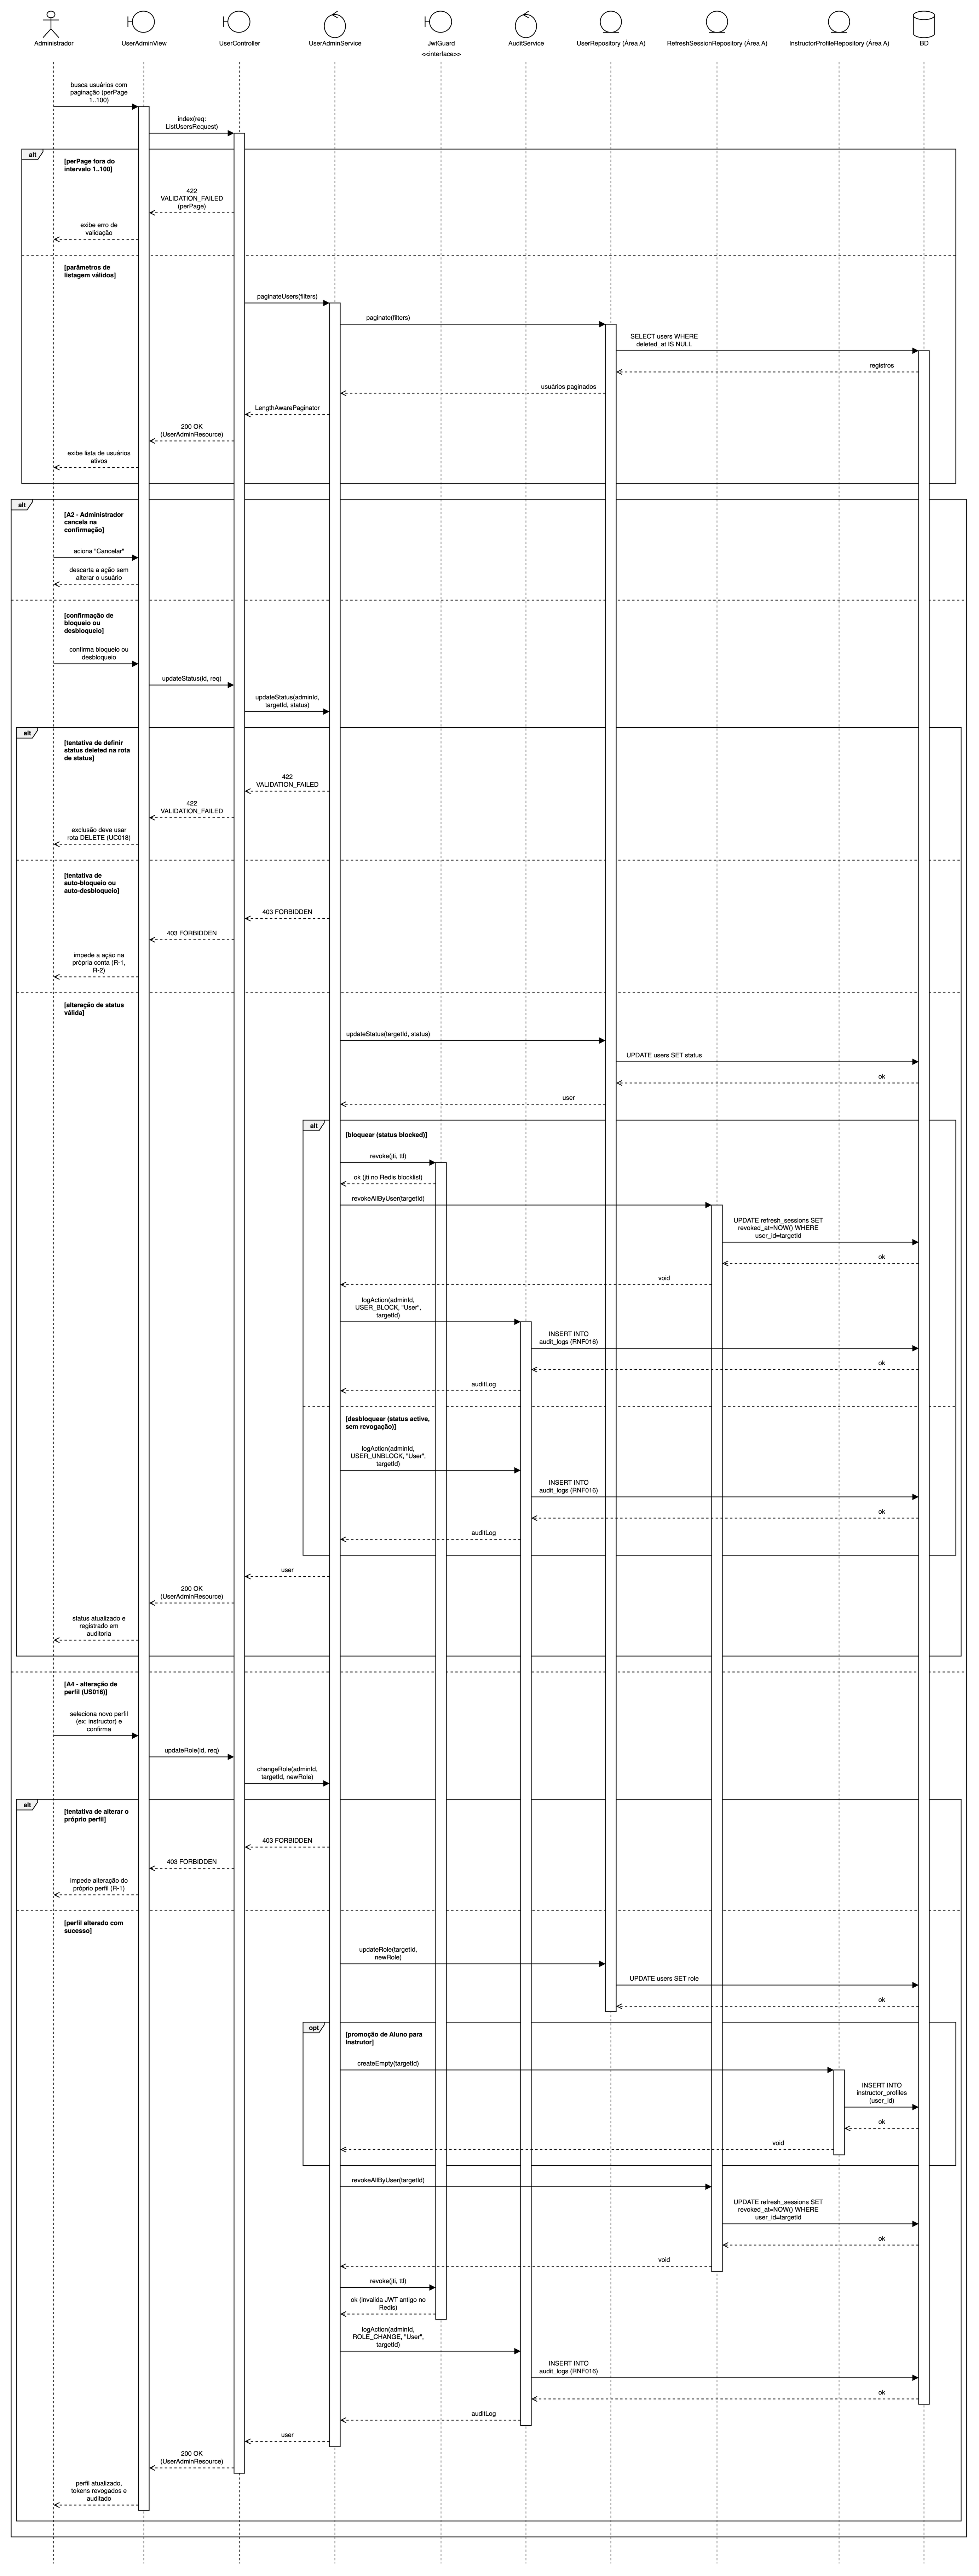 Administrador
UserAdminView
UserController
UserAdminService
JwtGuard
<<interface>>
AuditService
UserRepository (Área A)
RefreshSessionRepository (Área A)
InstructorProfileRepository (Área A)
BD
busca usuários com
paginação (perPage
1..100)
index(req:
ListUsersRequest)
alt
[perPage fora do
intervalo 1..100]
422
VALIDATION_FAILED
(perPage)
exibe erro de
validação
[parâmetros de
listagem válidos]
paginateUsers(filters)
paginate(filters)
SELECT users WHERE
deleted_at IS NULL
registros
usuários paginados
LengthAwarePaginator
200 OK
(UserAdminResource)
exibe lista de usuários
ativos
alt
[A2 - Administrador
cancela na
confirmação]
aciona "Cancelar"
descarta a ação sem
alterar o usuário
[confirmação de
bloqueio ou
desbloqueio]
confirma bloqueio ou
desbloqueio
updateStatus(id, req)
updateStatus(adminId,
targetId, status)
alt
[tentativa de definir
status deleted na rota
de status]
422
VALIDATION_FAILED
422
VALIDATION_FAILED
exclusão deve usar
rota DELETE (UC018)
[tentativa de
auto-bloqueio ou
auto-desbloqueio]
403 FORBIDDEN
403 FORBIDDEN
impede a ação na
própria conta (R-1,
R-2)
[alteração de status
válida]
updateStatus(targetId, status)
UPDATE users SET status
ok
user
alt
[bloquear (status blocked)]
revoke(jti, ttl)
ok (jti no Redis blocklist)
revokeAllByUser(targetId)
UPDATE refresh_sessions SET
revoked_at=NOW() WHERE
user_id=targetId
ok
void
logAction(adminId,
USER_BLOCK, "User",
targetId)
INSERT INTO
audit_logs (RNF016)
ok
auditLog
[desbloquear (status active,
sem revogação)]
logAction(adminId,
USER_UNBLOCK, "User",
targetId)
INSERT INTO
audit_logs (RNF016)
ok
auditLog
user
200 OK
(UserAdminResource)
status atualizado e
registrado em
auditoria
[A4 - alteração de
perfil (US016)]
seleciona novo perfil
(ex: instructor) e
confirma
updateRole(id, req)
changeRole(adminId,
targetId, newRole)
alt
[tentativa de alterar o
próprio perfil]
403 FORBIDDEN
403 FORBIDDEN
impede alteração do
próprio perfil (R-1)
[perfil alterado com
sucesso]
updateRole(targetId,
newRole)
UPDATE users SET role
ok
opt
[promoção de Aluno para
Instrutor]
createEmpty(targetId)
INSERT INTO
instructor_profiles
(user_id)
ok
void
revokeAllByUser(targetId)
UPDATE refresh_sessions SET
revoked_at=NOW() WHERE
user_id=targetId
ok
void
revoke(jti, ttl)
ok (invalida JWT antigo no
Redis)
logAction(adminId,
ROLE_CHANGE, "User",
targetId)
INSERT INTO
audit_logs (RNF016)
ok
auditLog
user
200 OK
(UserAdminResource)
perfil atualizado,
tokens revogados e
auditado